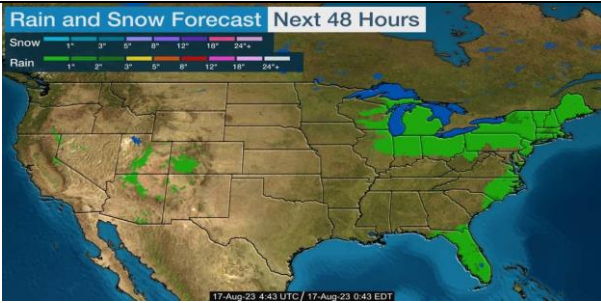 Rain and Snow Forecast Next 48 Hours
Snow 1" 3" 5" 8" 12" 18" 24"+
Rain 1" 2" 3" 5" 8" 12" 18" 24"+
17-Aug-23 4:43 UTC / 17-Aug-23 0:43 EDT